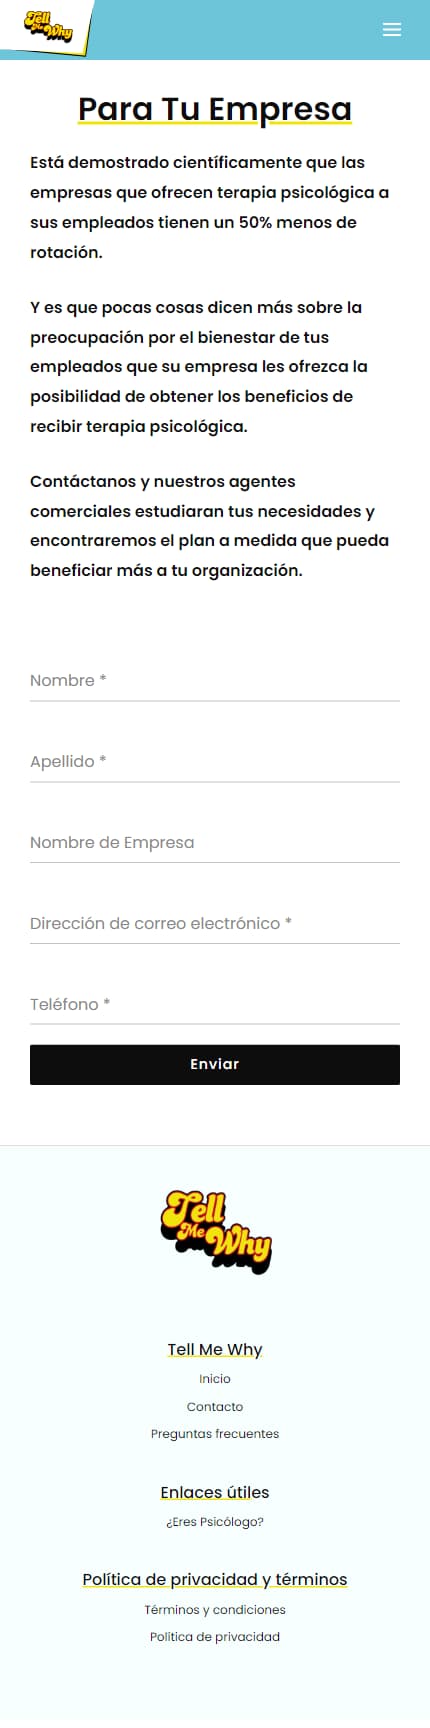 Tell
Me Why
Para Tu Empresa
Está demostrado científicamente que las
empresas que ofrecen terapia psicológica a
sus empleados tienen un 50% menos de
rotación.
Y es que pocas cosas dicen más sobre la
preocupación por el bienestar de tus
empleados que su empresa les ofrezca la
posibilidad de obtener los beneficios de
recibir terapia psicológica.
Contáctanos y nuestros agentes
comerciales estudiaran tus necesidades y
encontraremos el plan a medida que pueda
beneficiar más a tu organización.
Nombre *
Apellido *
Nombre de Empresa
Dirección de correo electrónico *
Teléfono *
Enviar
Tell
Me Why
Tell Me Why
Inicio
Contacto
Preguntas frecuentes
Enlaces útiles
¿Eres Psicólogo?
Política de privacidad y términos
Términos y condiciones
Política de privacidad